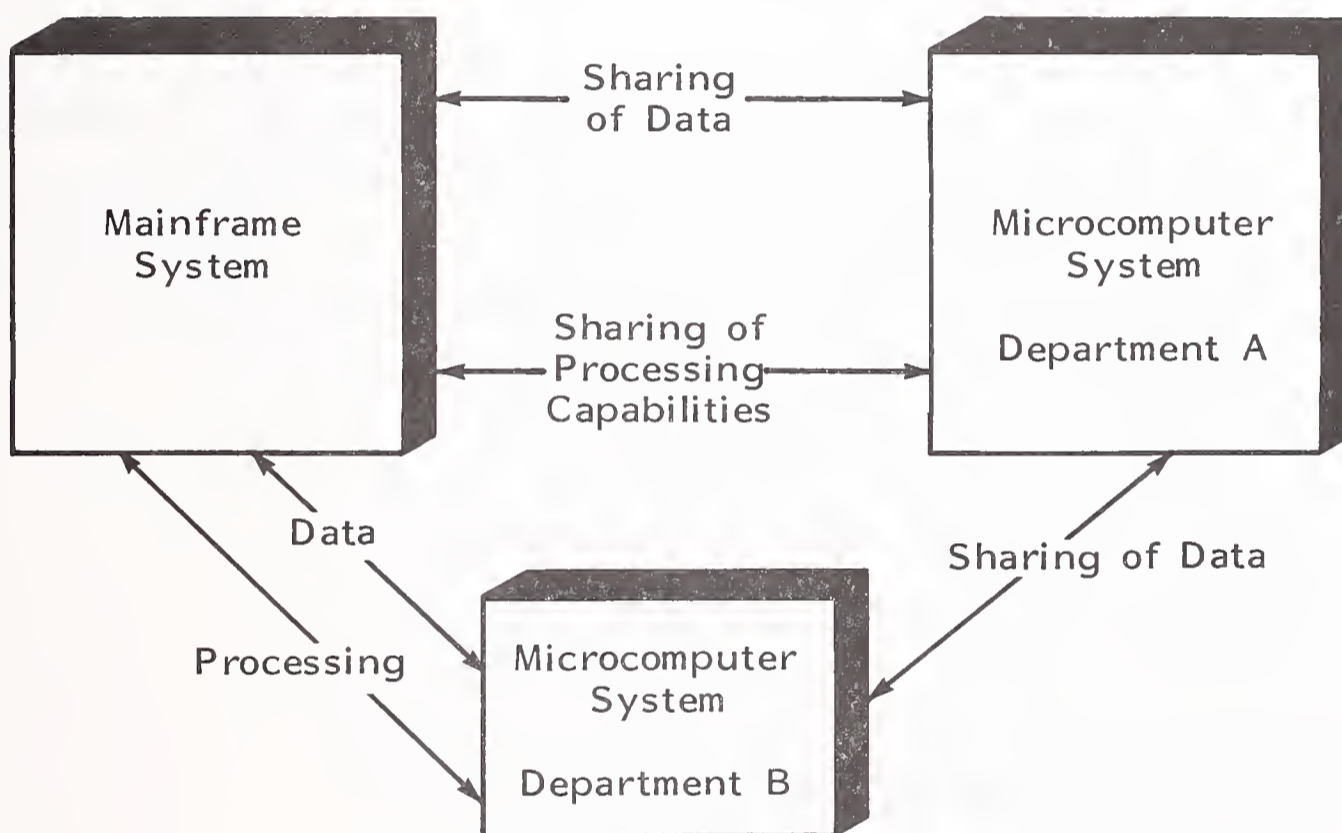 Sharing
of Data
Mainframe
System
Microcomputer
System
Department A
Sharing of
Processing
Capabilities
Data
Sharing of Data
Processing
Microcomputer
System
Department B